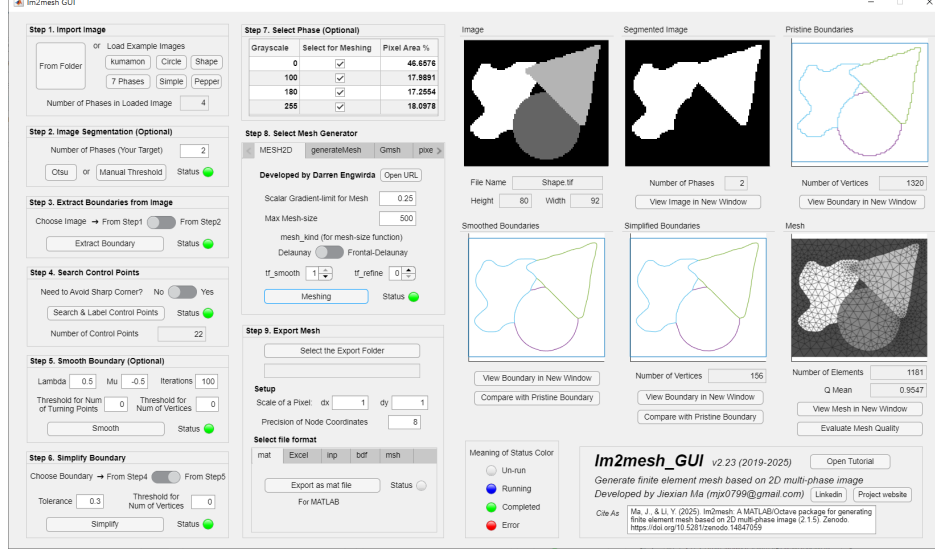 Im2mesh GUI
Step 1. Import Image
or Load Example Images
From Folder
kumamon Circle Shape
7 Phases Simple Pepper
Number of Phases in Loaded Image 4
Step 2. Image Segmentation (Optional)
Number of Phases (Your Target) 2
Otsu or Manual Threshold Status
Step 3. Extract Boundaries from Image
Choose Image → From Step1 From Step2
Extract Boundary Status
Step 4. Search Control Points
Need to Avoid Sharp Corner? No Yes
Search & Label Control Points Status
Number of Control Points 22
Step 5. Smooth Boundary (Optional)
Lambda 0.5 Mu -0.5 Iterations 100
Threshold for Num of Turning Points 0 Threshold for Num of Vertices 0
Smooth Status
Step 6. Simplify Boundary
Choose Boundary → From Step4 From Step5
Tolerance 0.3 Threshold for Num of Vertices 0
Simplify Status
Step 7. Select Phase (Optional)
Grayscale Select for Meshing Pixel Area %
0 46.6576
100 17.9891
180 17.2554
255 18.0978
Step 8. Select Mesh Generator
MESH2D generateMesh Gmsh pixe
Developed by Darren Engwirda Open URL
Scalar Gradient-limit for Mesh 0.25
Max Mesh-size 500
mesh_kind (for mesh-size function)
Delaunay Frontal-Delaunay
tf_smooth 1 tf_refine 0
Meshing Status
Step 9. Export Mesh
Select the Export Folder
Setup
Scale of a Pixel: dx 1 dy 1
Precision of Node Coordinates 8
Select file format
mat Excel inp bdf msh
Export as mat file Status
For MATLAB
Image
File Name Shape.tif
Height 80 Width 92
Segmented Image
Number of Phases 2
View Image in New Window
Pristine Boundaries
Number of Vertices 1320
View Boundary in New Window
Smoothed Boundaries
View Boundary in New Window
Compare with Pristine Boundary
Simplified Boundaries
Number of Vertices 156
View Boundary in New Window
Compare with Pristine Boundary
Mesh
Number of Elements 1181
Q Mean 0.9547
View Mesh in New Window
Evaluate Mesh Quality
Meaning of Status Color
Un-run
Running
Completed
Error
Im2mesh_GUI v2.23 (2019-2025) Open Tutorial
Generate finite element mesh based on 2D multi-phase image
Developed by Jiexian Ma (mjx0799@gmail.com) Linkedin Project website
Cite As Ma, J., & Li, Y. (2025). Im2mesh: A MATLAB/Octave package for generating
finite element mesh based on 2D multi-phase image (2.1.5). Zenodo.
https://doi.org/10.5281/zenodo.14847059